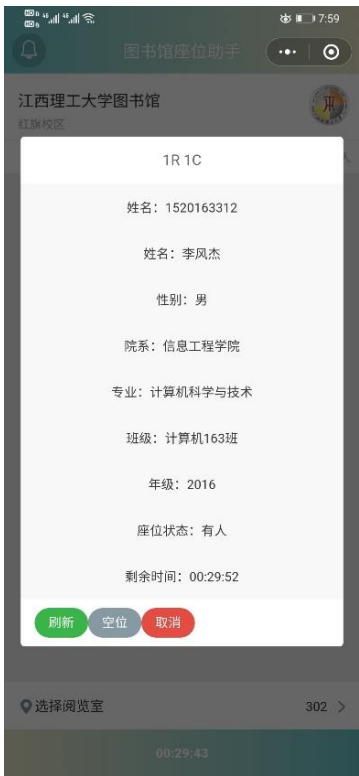 7:59
图书馆座位助手
江西理工大学图书馆
红旗校区
人
1R 1C
姓名：1520163312
姓名：李风杰
性别：男
院系：信息工程学院
专业：计算机科学与技术
班级：计算机163班
年级：2016
座位状态：有人
剩余时间：00:29:52
刷新 空位 取消
选择阅览室 302
00:29:43